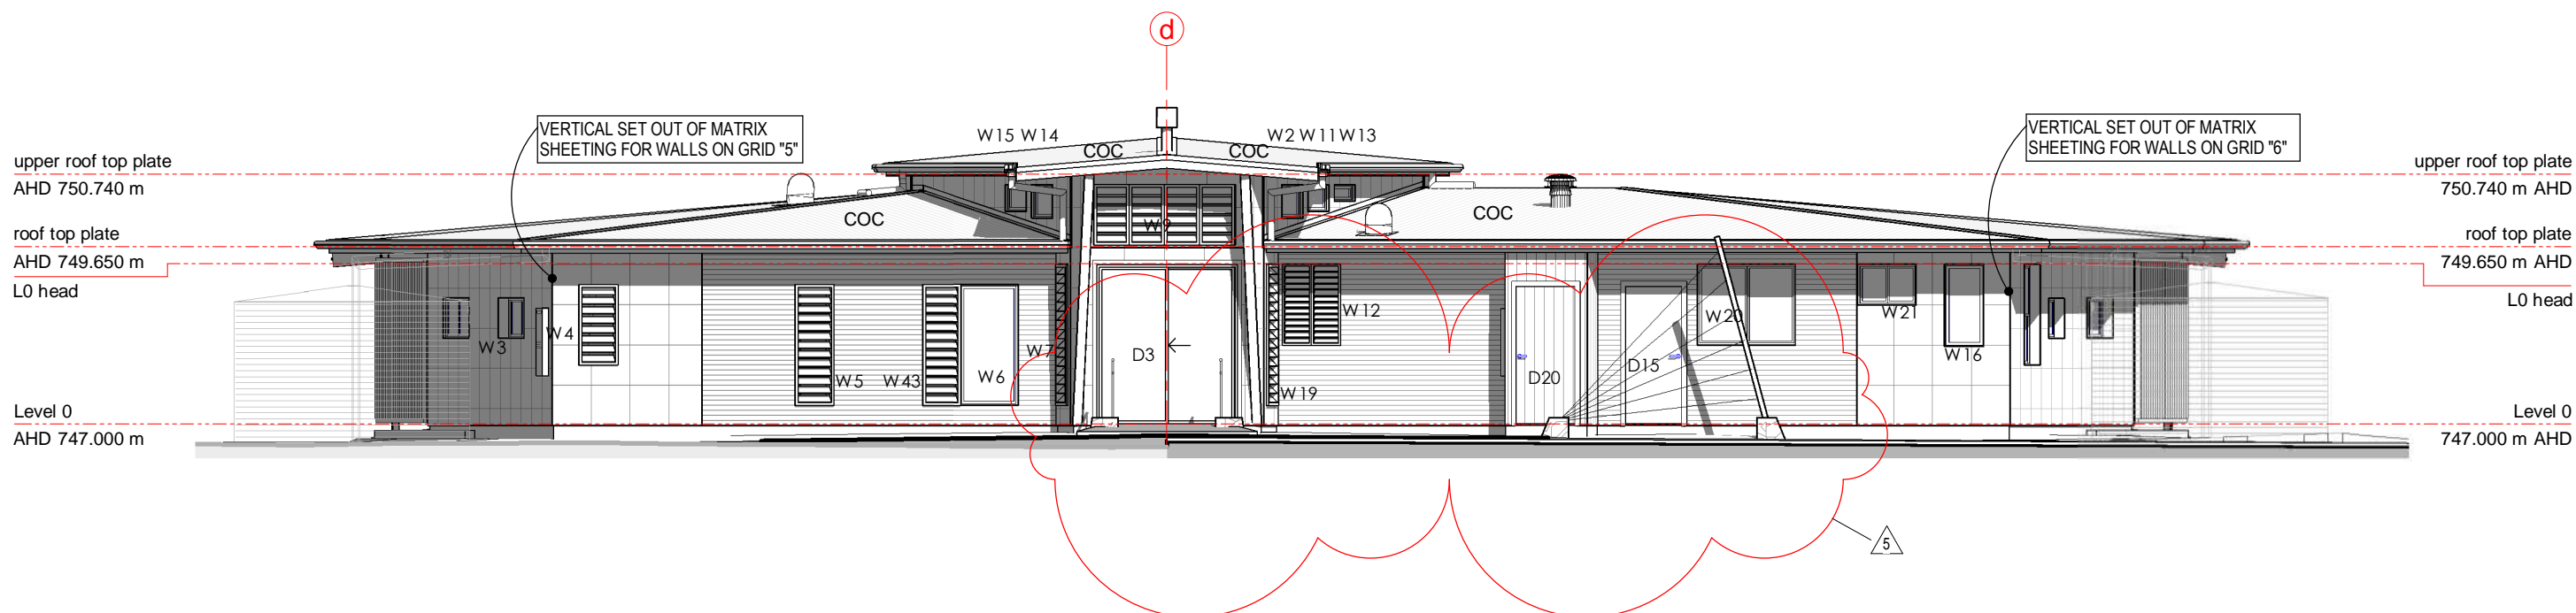 d
VERTICAL SET OUT OF MATRIX
SHEETING FOR WALLS ON GRID "5"
VERTICAL SET OUT OF MATRIX
SHEETING FOR WALLS ON GRID "6"
W15 W14
W2 W11 W13
COC
COC
upper roof top plate
AHD 750.740 m
upper roof top plate
750.740 m AHD
COC
COC
W9
roof top plate
AHD 749.650 m
L0 head
roof top plate
749.650 m AHD
L0 head
W3
W4
W5
W43
W6
W7
D3
W19
W12
D20
D15
W20
W21
W16
Level 0
AHD 747.000 m
Level 0
747.000 m AHD
5